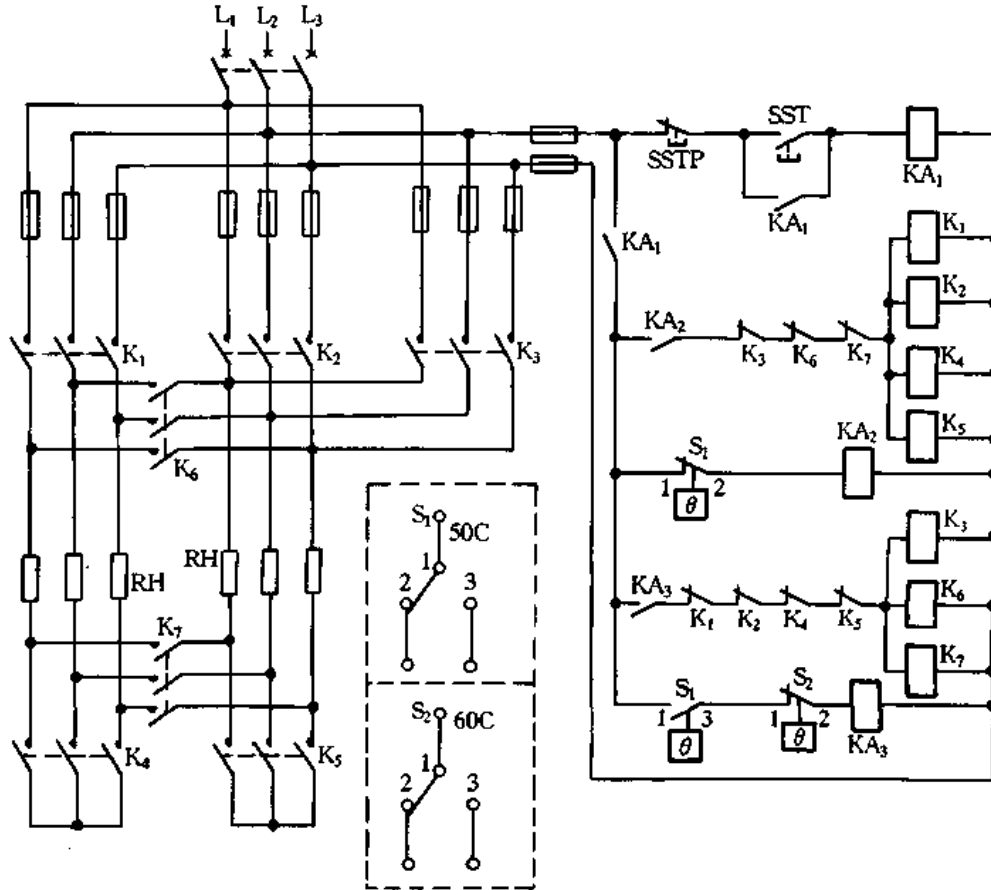 L1 L2 L3
SSTP
SST
KA1
KA1
KA1
K1
K2
K4
K5
KA2
K3 K6 K7
K1
K2
K3
K6
S1
1 2
θ
KA2
RH
RH
K7
K4
K5
S1 50C
1
2 3
S2 60C
1
2 3
KA3
K1 K2 K4 K5
K3
K6
K7
S1
1 3
θ
S2
1 2
θ
KA3